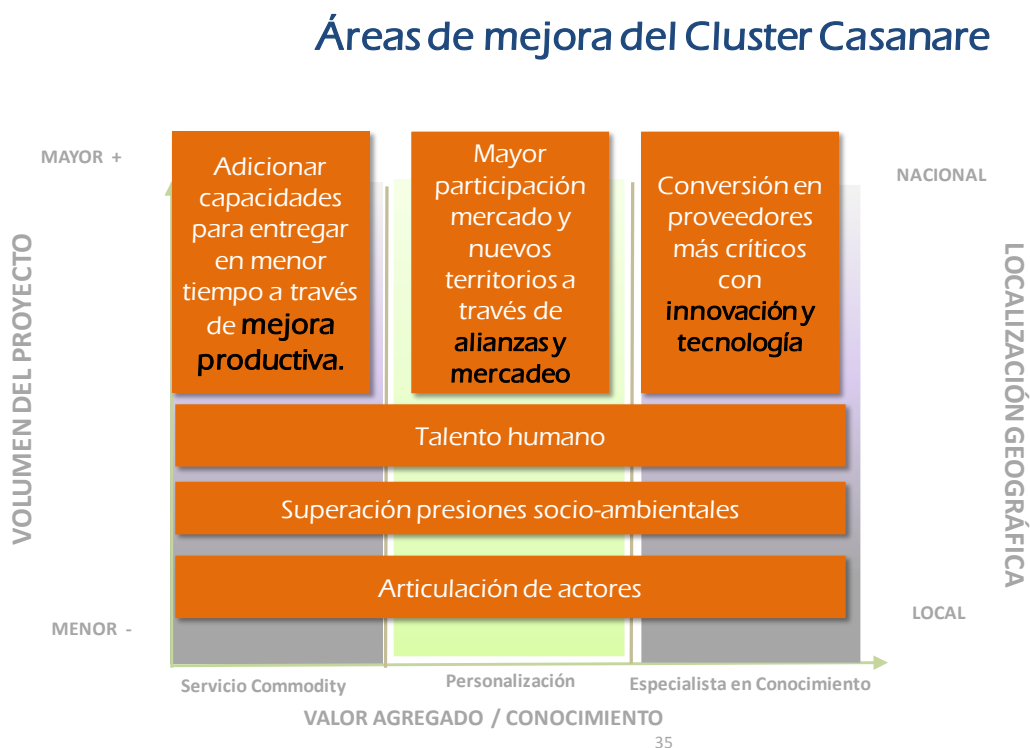 Áreas de mejora del Cluster Casanare
MAYOR +
NACIONAL
VOLUMEN DEL PROYECTO
LOCALIZACIÓN GEOGRÁFICA
Adicionar
capacidades
para entregar
en menor
tiempo a través
de mejora
productiva.
Mayor
participación
mercado y
nuevos
territorios a
través de
alianzas y
mercadeo
Conversión en
proveedores
más críticos
con
innovación y
tecnología
Talento humano
Superación presiones socio-ambientales
Articulación de actores
MENOR -
LOCAL
Servicio Commodity
Personalización
Especialista en Conocimiento
VALOR AGREGADO / CONOCIMIENTO
35